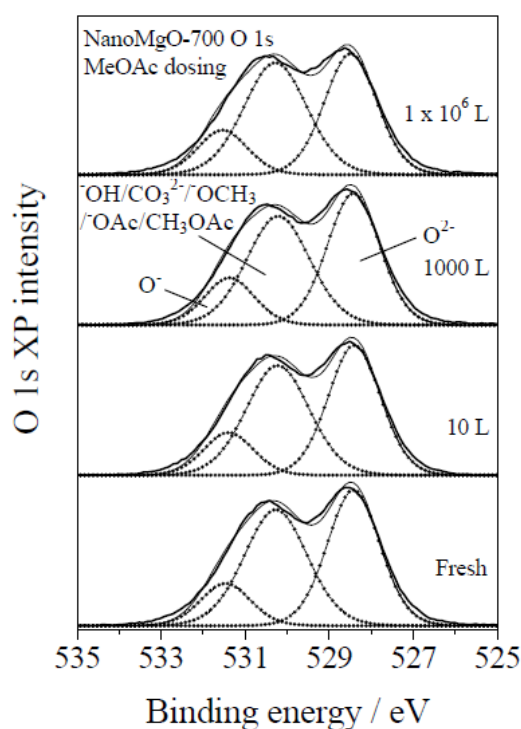 NanoMgO-700 O 1s
MeOAc dosing
1 x 10⁶ L
⁻OH/CO₃²⁻/⁻OCH₃
/⁻OAc/CH₃OAc
O²⁻
O⁻
1000 L
10 L
Fresh
O 1s XP intensity
535 533 531 529 527 525
Binding energy / eV